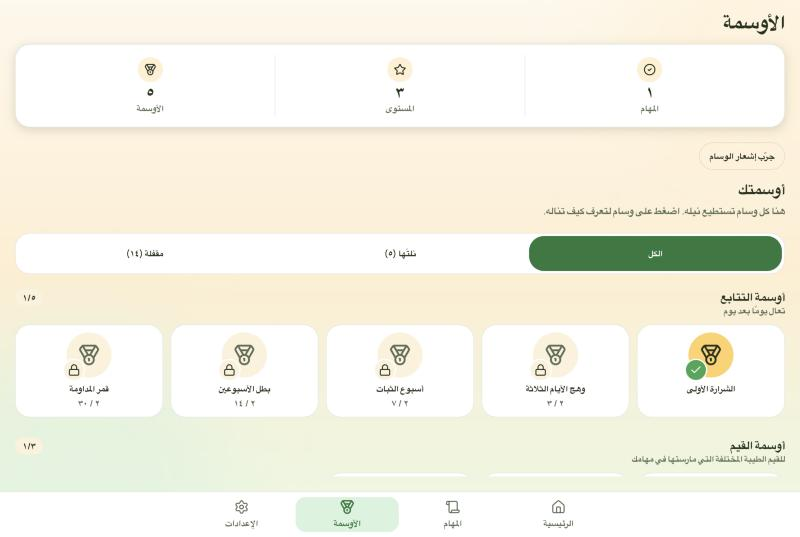 الأوسمة
١
المهام
٣
المستوى
٥
الأوسمة
جرّب إشعار الوسام
أوسمتك
هنا كل وسام تستطيع نيله. اضغط على وسام لتعرف كيف تناله.
الكل
نلتَها (٥)
مقفلة (١٤)
أوسمة التتابع
١/٥
تعال يومًا بعد يوم
الشرارة الأولى
وهج الأيام الثلاثة
٢ / ٣
أسبوع الثبات
٢ / ٧
بطل الأسبوعين
٢ / ١٤
قمر المداومة
٢ / ٣٠
أوسمة القيم
١/٣
للقيم الطيبة المختلفة التي مارستها في مهامك
الرئيسية
المهام
الأوسمة
الإعدادات